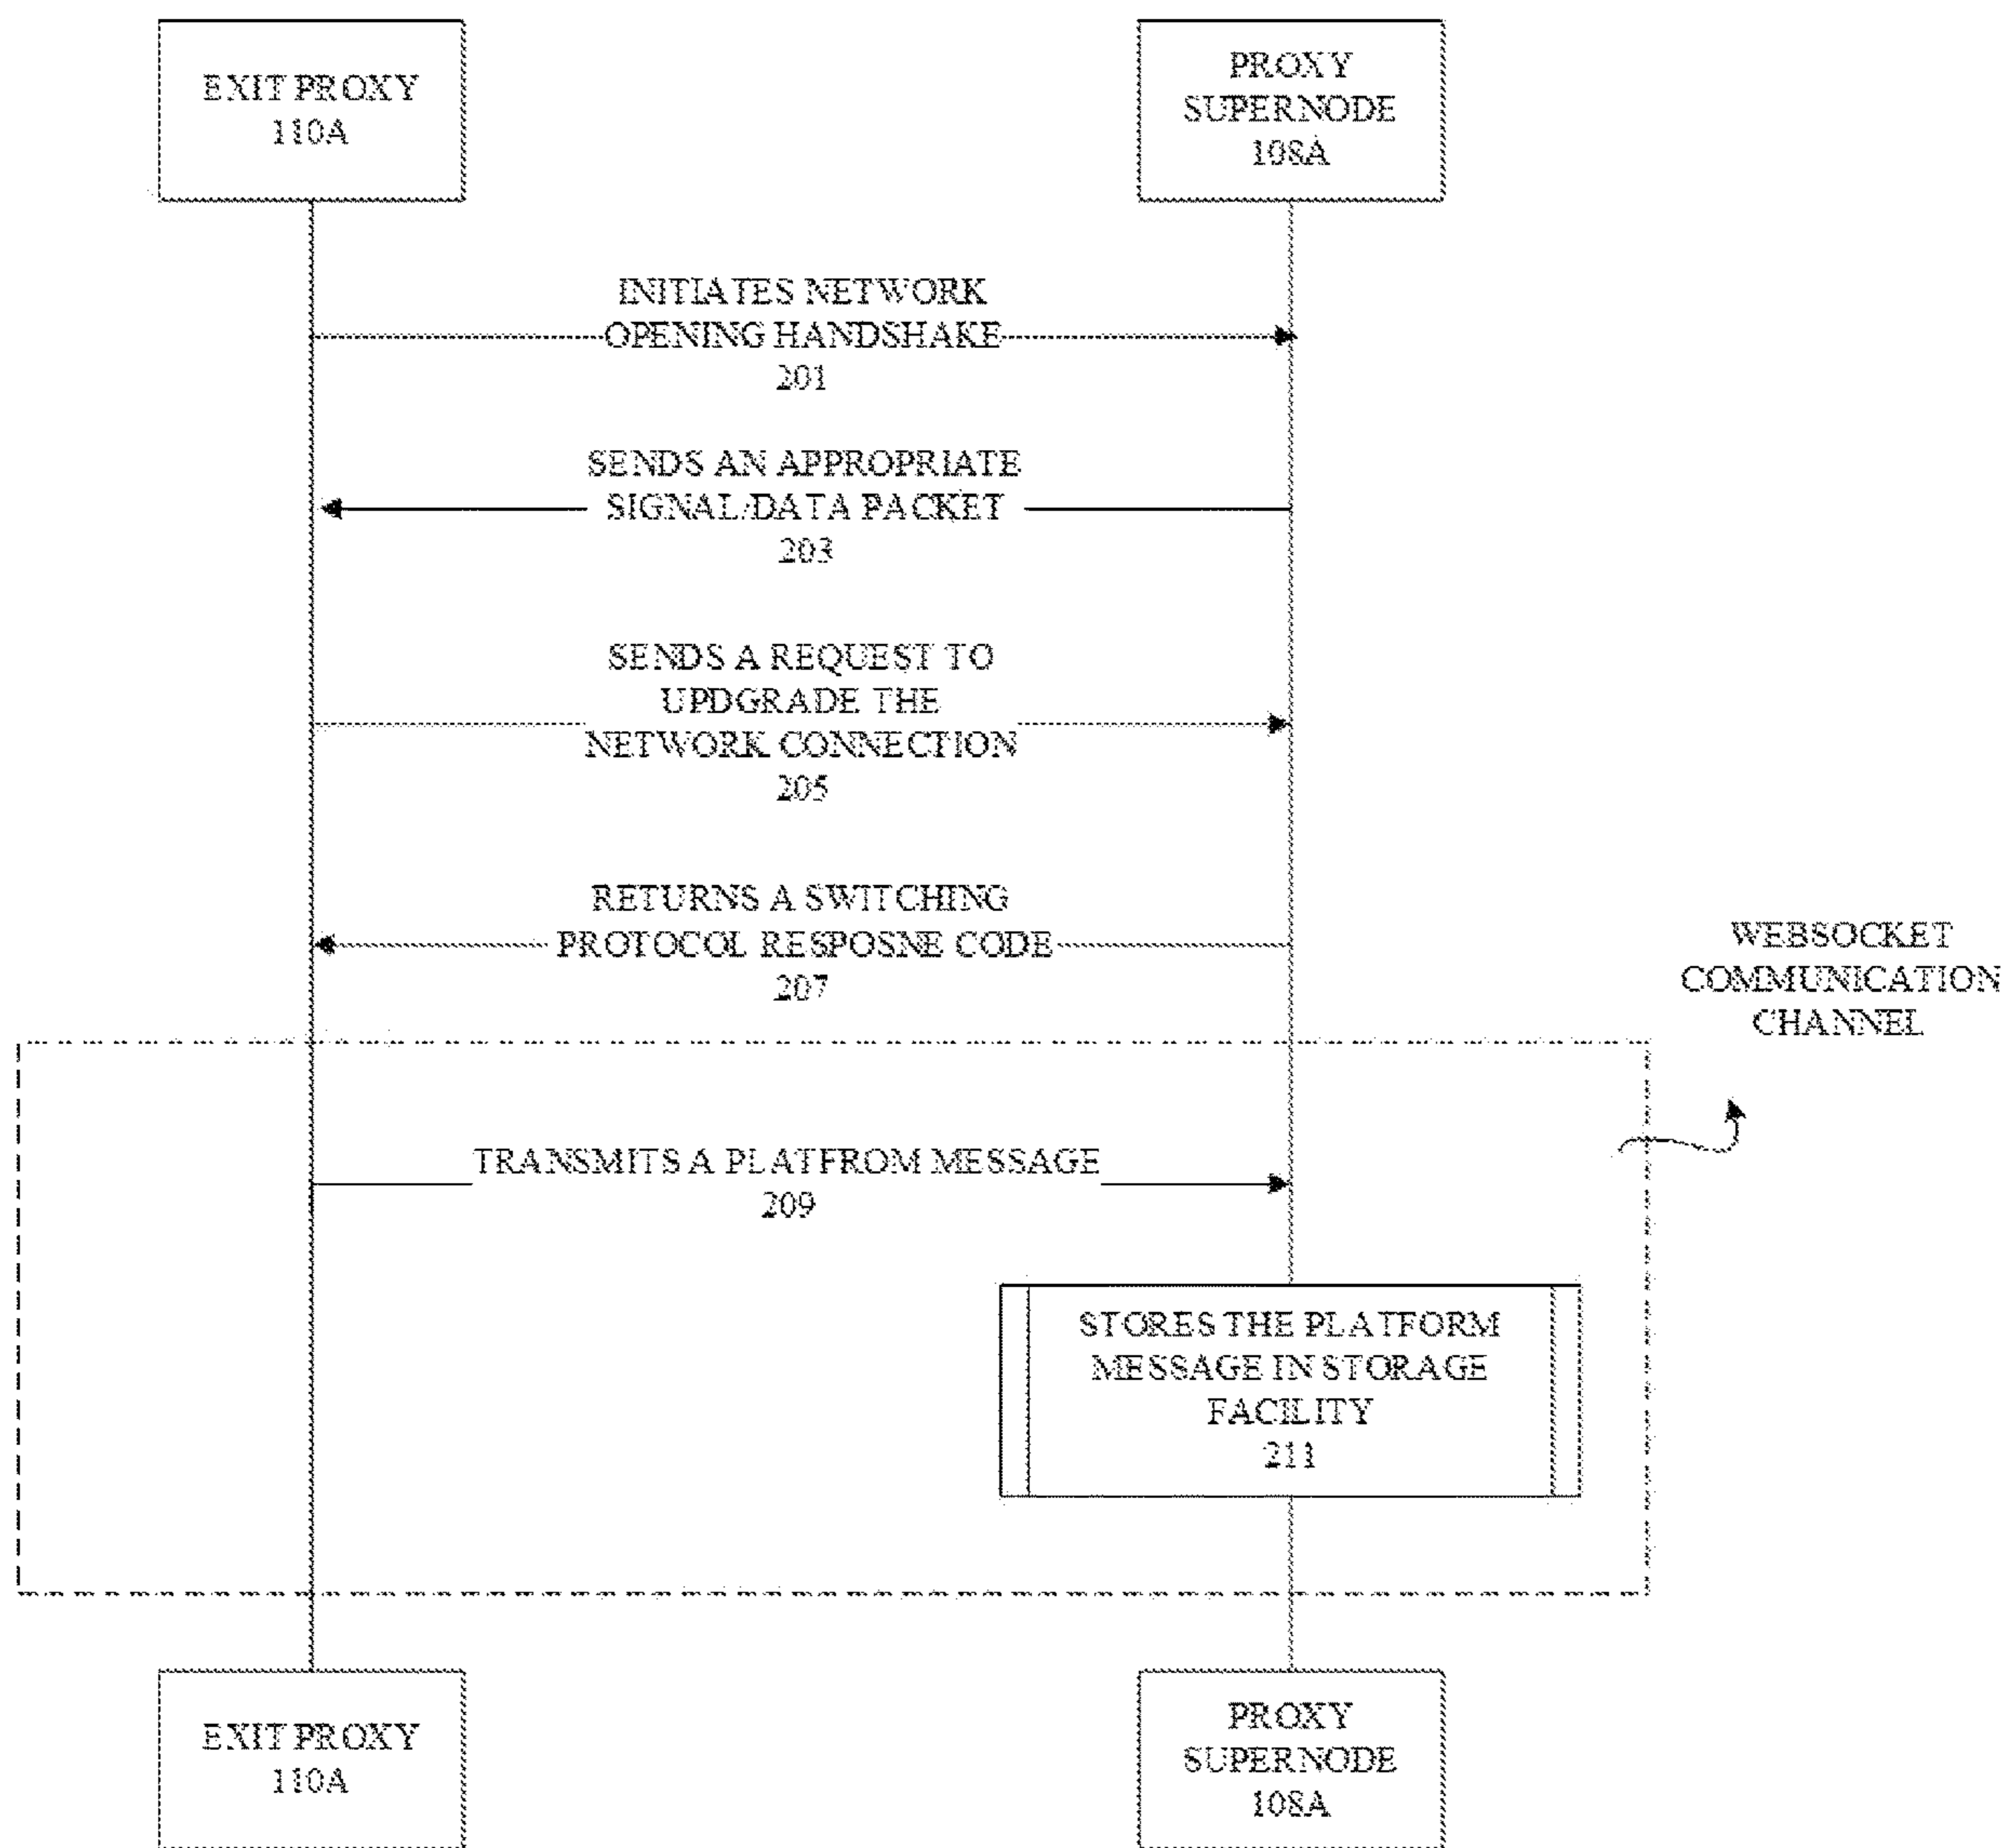 EXIT PROXY
110A
PROXY
SUPERNODE
108A
INITIATES NETWORK
OPENING HANDSHAKE
201
SENDS AN APPROPRIATE
SIGNAL/DATA PACKET
203
SENDS A REQUEST TO
UPDGRADE THE
NETWORK CONNECTION
205
RETURNS A SWITCHING
PROTOCOL RESPOSNE CODE
207
WEBSOCKET
COMMUNICATION
CHANNEL
TRANSMITS A PLATFROM MESSAGE
209
STORES THE PLATFORM
MESSAGE IN STORAGE
FACILITY
211
EXIT PROXY
110A
PROXY
SUPERNODE
108A